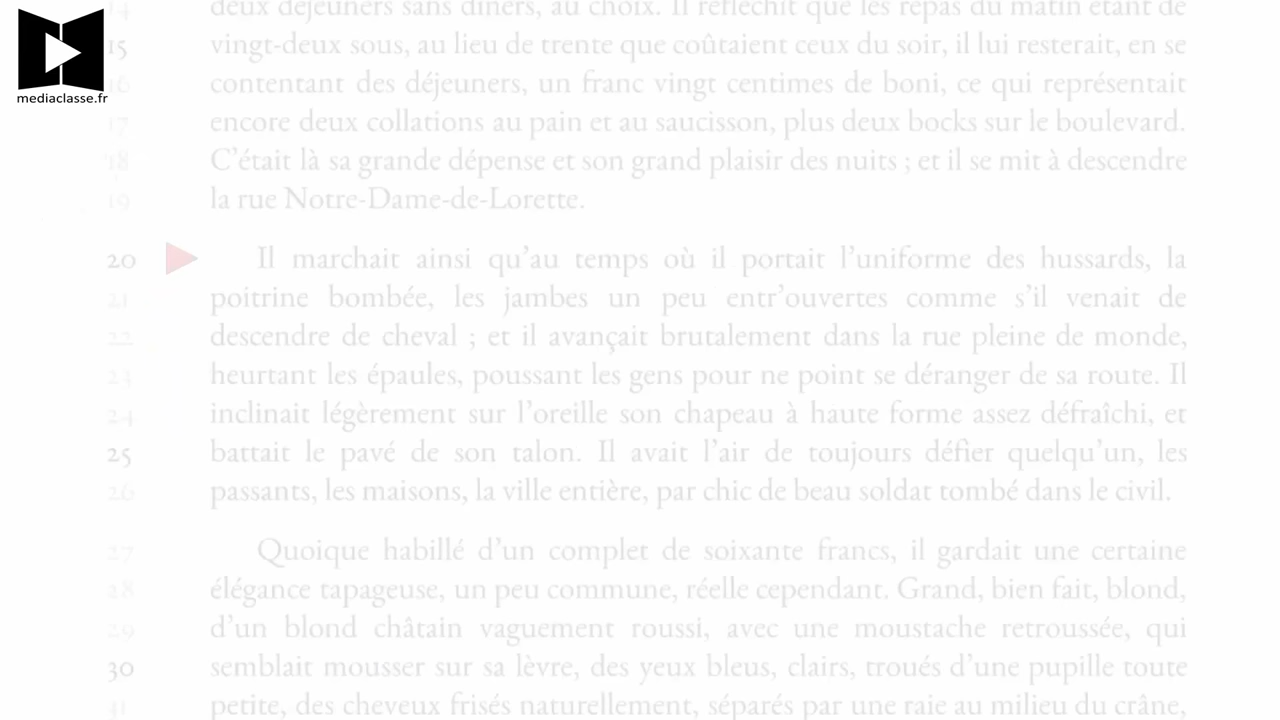 14 deux déjeuners sans dîners, au choix. Il réfléchit que les repas du matin étant de
mediaclasse.fr
15 vingt-deux sous, au lieu de trente que coûtaient ceux du soir, il lui resterait, en se
16 contentant des déjeuners, un franc vingt centimes de boni, ce qui représentait
17 encore deux collations au pain et au saucisson, plus deux bocks sur le boulevard.
18 C'était là sa grande dépense et son grand plaisir des nuits ; et il se mit à descendre
19 la rue Notre-Dame-de-Lorette.
20 Il marchait ainsi qu'au temps où il portait l'uniforme des hussards, la
21 poitrine bombée, les jambes un peu entr'ouvertes comme s'il venait de
22 descendre de cheval ; et il avançait brutalement dans la rue pleine de monde,
23 heurtant les épaules, poussant les gens pour ne point se déranger de sa route. Il
24 inclinait légèrement sur l'oreille son chapeau à haute forme assez défraîchi, et
25 battait le pavé de son talon. Il avait l'air de toujours défier quelqu'un, les
26 passants, les maisons, la ville entière, par chic de beau soldat tombé dans le civil.
27 Quoique habillé d'un complet de soixante francs, il gardait une certaine
28 élégance tapageuse, un peu commune, réelle cependant. Grand, bien fait, blond,
29 d'un blond châtain vaguement roussi, avec une moustache retroussée, qui
30 semblait mousser sur sa lèvre, des yeux bleus, clairs, troués d'une pupille toute
31 petite, des cheveux frisés naturellement, séparés par une raie au milieu du crâne,